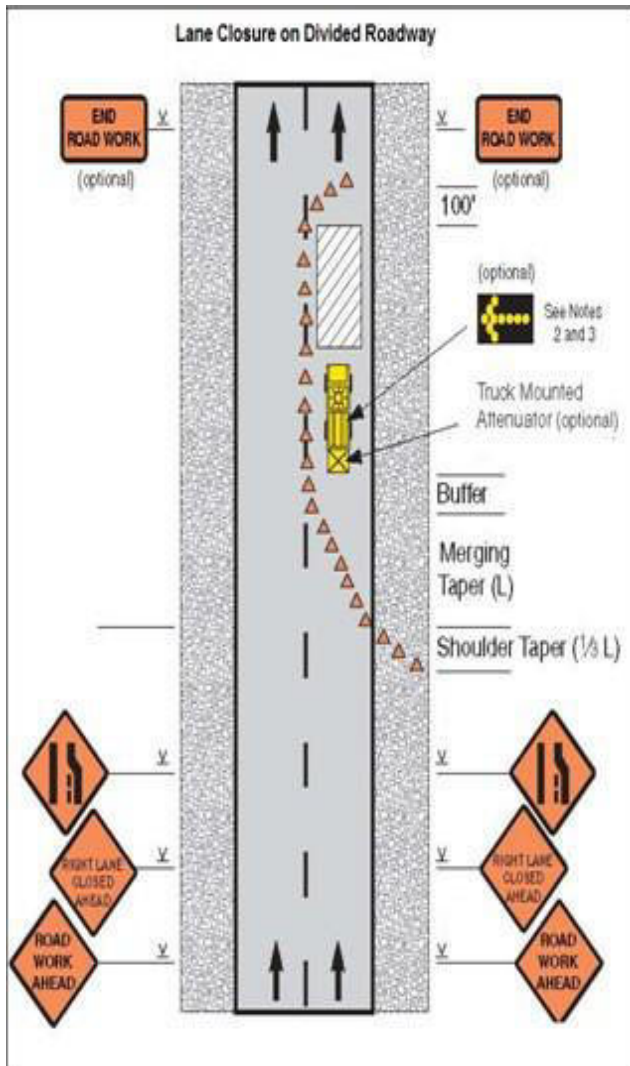 Lane Closure on Divided Roadway
END
ROAD WORK
(optional)
END
ROAD WORK
(optional)
100'
(optional)
See Notes
2 and 3
Truck Mounted
Attenuator (optional)
Buffer
Merging
Taper (L)
Shoulder Taper (⅓ L)
RIGHT LANE
CLOSED
AHEAD
RIGHT LANE
CLOSED
AHEAD
ROAD
WORK
AHEAD
ROAD
WORK
AHEAD